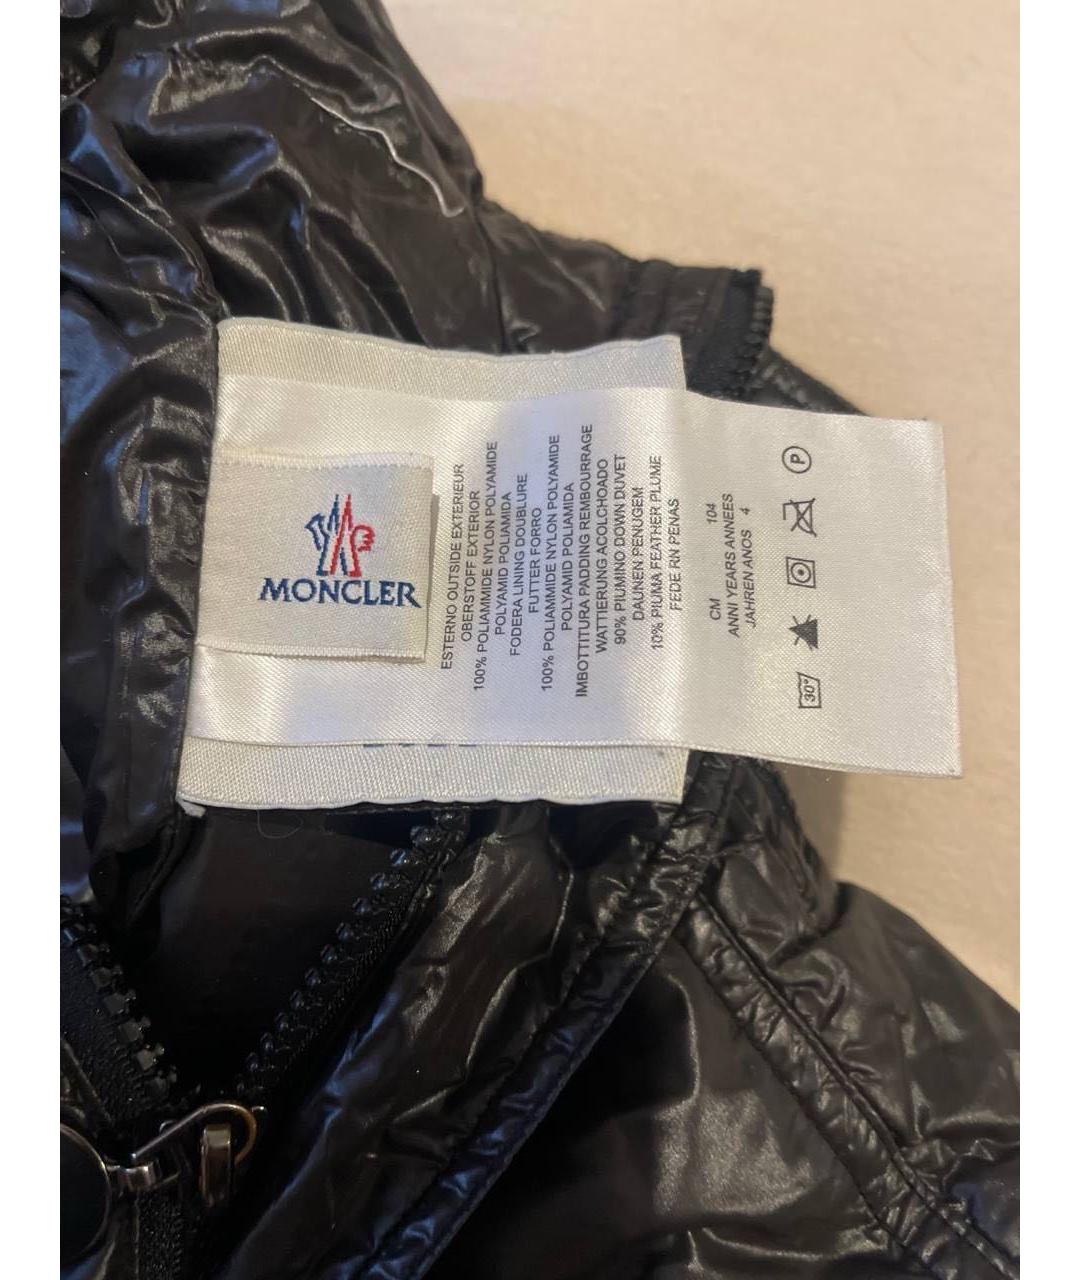 MONCLER
ESTERNO OUTSIDE EXTERIEUR
OBERSTOFF EXTERIOR
100% POLIAMMIDE NYLON POLYAMIDE
POLYAMID POLIAMIDA
FODERA LINING DOUBLURE
FUTTER FORRO
100% POLIAMMIDE NYLON POLYAMIDE
POLYAMID POLIAMIDA
IMBOTTITURA PADDING REMBOURRAGE
WATTIERUNG ACOLCHOADO
90% PIUMINO DOWN DUVET
DAUNEN PENUGEM
10% PIUMA FEATHER PLUME
FEDERN PENAS
CM 104
ANNI YEARS ANNEES
JAHREN ANOS 4
30°
P